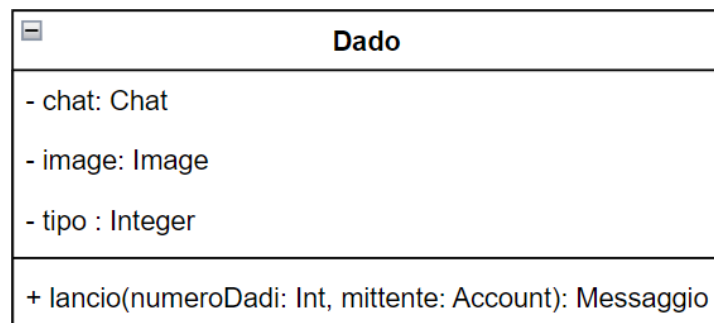 Dado
- chat: Chat
- image: Image
- tipo : Integer
+ lancio(numeroDadi: Int, mittente: Account): Messaggio